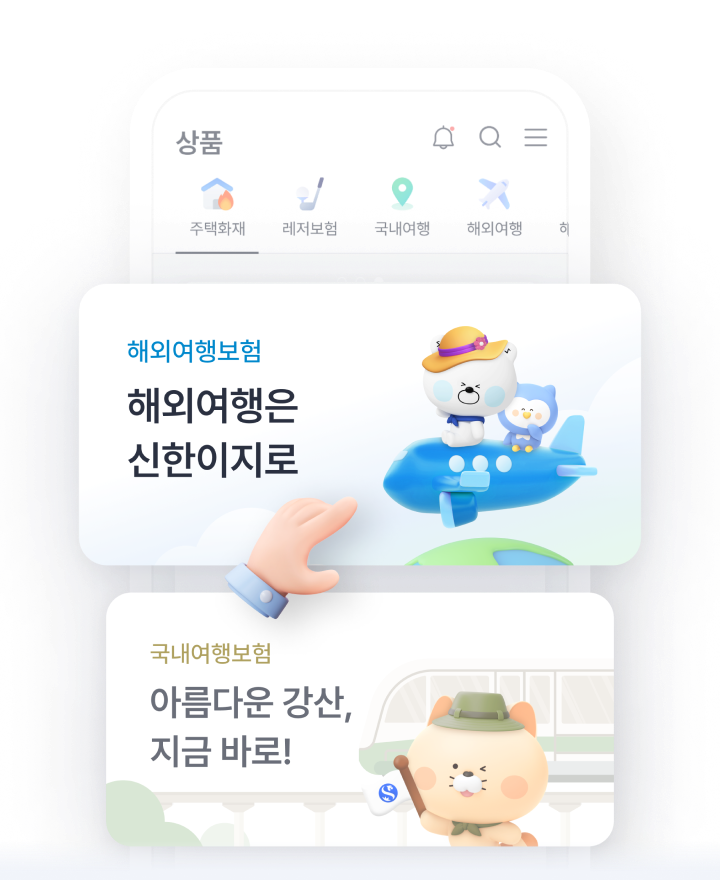 상품
주택화재
레저보험
국내여행
해외여행
해외여행보험
해외여행은
신한이지로
국내여행보험
아름다운 강산,
지금 바로!